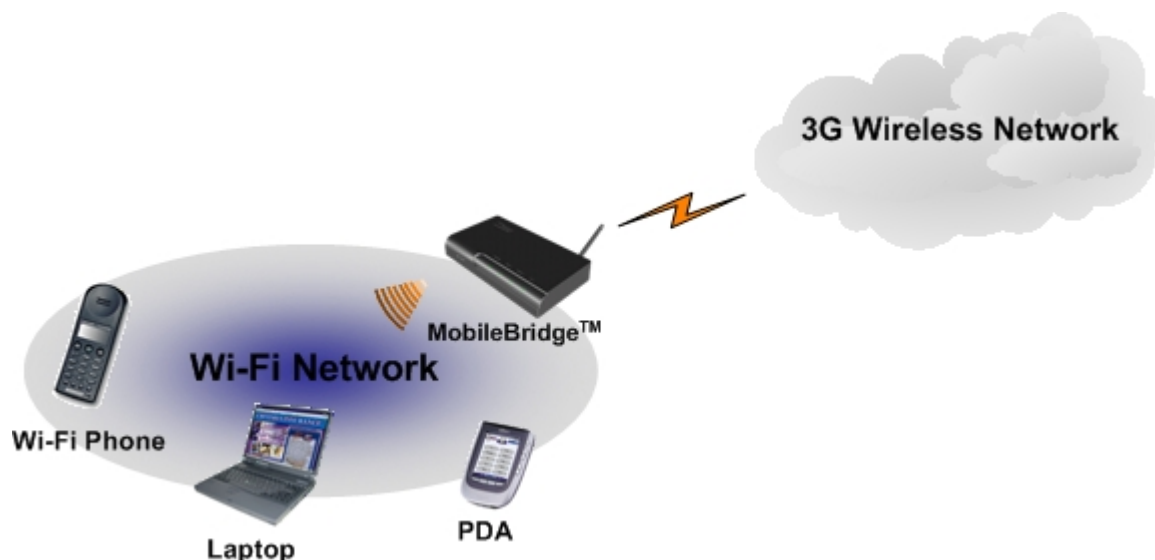 3G Wireless Network
MobileBridge™
Wi-Fi Network
Wi-Fi Phone
PDA
Laptop